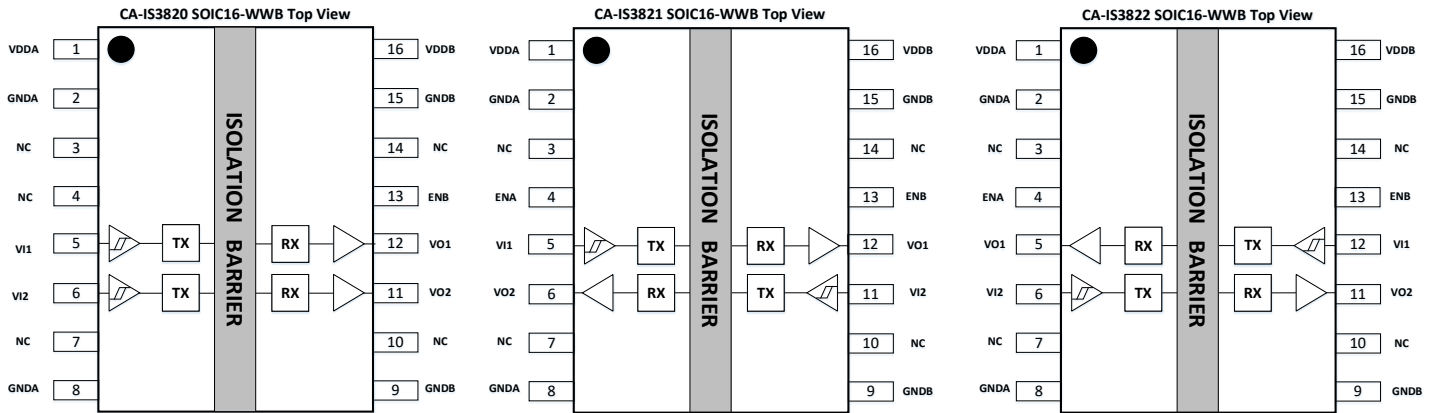 CA-IS3820 SOIC16-WWB Top View
VDDA 1 16 VDDB
GNDA 2 15 GNDB
NC 3 14 NC
NC 4 13 ENB
VI1 5 TX RX 12 VO1
VI2 6 TX RX 11 VO2
NC 7 10 NC
GNDA 8 9 GNDB
ISOLATION BARRIER
CA-IS3821 SOIC16-WWB Top View
VDDA 1 16 VDDB
GNDA 2 15 GNDB
NC 3 14 NC
ENA 4 13 ENB
VI1 5 TX RX 12 VO1
VO2 6 RX TX 11 VI2
NC 7 10 NC
GNDA 8 9 GNDB
ISOLATION BARRIER
CA-IS3822 SOIC16-WWB Top View
VDDA 1 16 VDDB
GNDA 2 15 GNDB
NC 3 14 NC
ENA 4 13 ENB
VO1 5 RX TX 12 VI1
VI2 6 TX RX 11 VO2
NC 7 10 NC
GNDA 8 9 GNDB
ISOLATION BARRIER